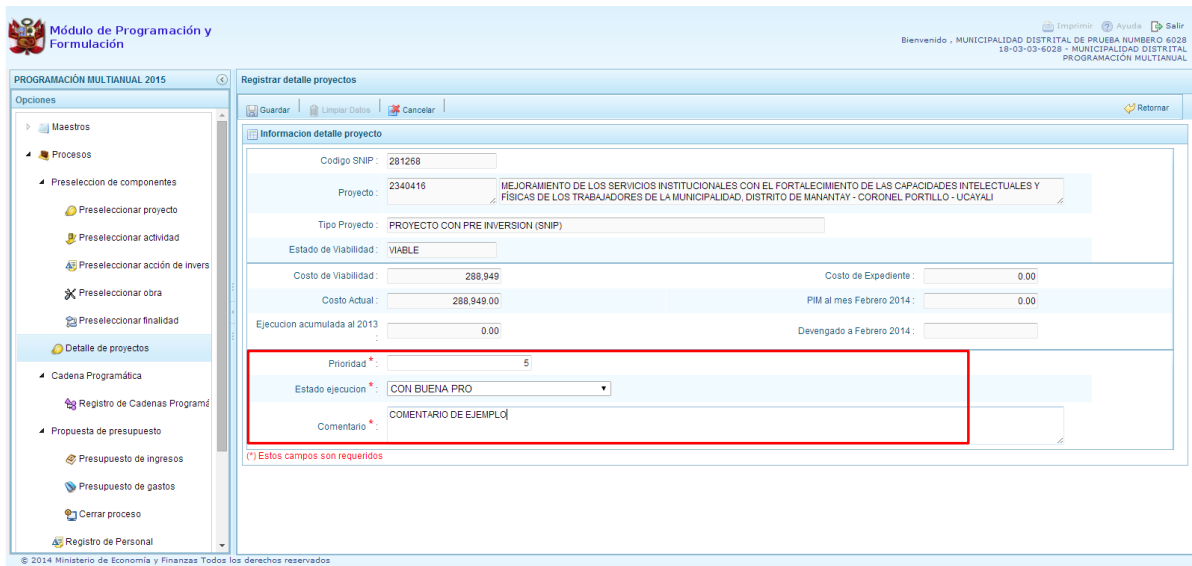 Módulo de Programación y
Formulación
Imprimir Ayuda Salir
Bienvenido , MUNICIPALIDAD DISTRITAL DE PRUEBA NUMBERO 6028
18-03-03-6028 - MUNICIPALIDAD DISTRITAL
PROGRAMACIÓN MULTIANUAL
PROGRAMACIÓN MULTIANUAL 2015
Opciones
Maestros
Procesos
Preseleccion de componentes
Preseleccionar proyecto
Preseleccionar actividad
Preseleccionar acción de invers
Preseleccionar obra
Preseleccionar finalidad
Detalle de proyectos
Cadena Programática
Registro de Cadenas Programá
Propuesta de presupuesto
Presupuesto de ingresos
Presupuesto de gastos
Cerrar proceso
Registro de Personal
Registrar detalle proyectos
Guardar Limpiar Datos Cancelar Retornar
Informacion detalle proyecto
Codigo SNIP : 281268
Proyecto : 2340416 MEJORAMIENTO DE LOS SERVICIOS INSTITUCIONALES CON EL FORTALECIMIENTO DE LAS CAPACIDADES INTELECTUALES Y
FÍSICAS DE LOS TRABAJADORES DE LA MUNICIPALIDAD, DISTRITO DE MANANTAY - CORONEL PORTILLO - UCAYALI
Tipo Proyecto : PROYECTO CON PRE INVERSION (SNIP)
Estado de Viabilidad : VIABLE
Costo de Viabilidad : 288,949 Costo de Expediente : 0.00
Costo Actual : 288,949.00 PIM al mes Febrero 2014 : 0.00
Ejecucion acumulada al 2013
: 0.00 Devengado a Febrero 2014 :
Prioridad * : 5
Estado ejecucion * : CON BUENA PRO
Comentario * : COMENTARIO DE EJEMPLO
(*) Estos campos son requeridos
© 2014 Ministerio de Economía y Finanzas Todos los derechos reservados